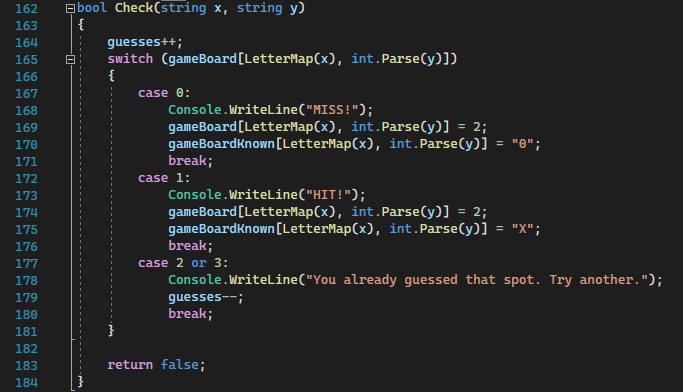 162 bool Check(string x, string y)
163 {
164 guesses++;
165 switch (gameBoard[LetterMap(x), int.Parse(y)])
166 {
167 case 0:
168 Console.WriteLine("MISS!");
169 gameBoard[LetterMap(x), int.Parse(y)] = 2;
170 gameBoardKnown[LetterMap(x), int.Parse(y)] = "0";
171 break;
172 case 1:
173 Console.WriteLine("HIT!");
174 gameBoard[LetterMap(x), int.Parse(y)] = 2;
175 gameBoardKnown[LetterMap(x), int.Parse(y)] = "X";
176 break;
177 case 2 or 3:
178 Console.WriteLine("You already guessed that spot. Try another.");
179 guesses--;
180 break;
181 }
182
183 return false;
184 }